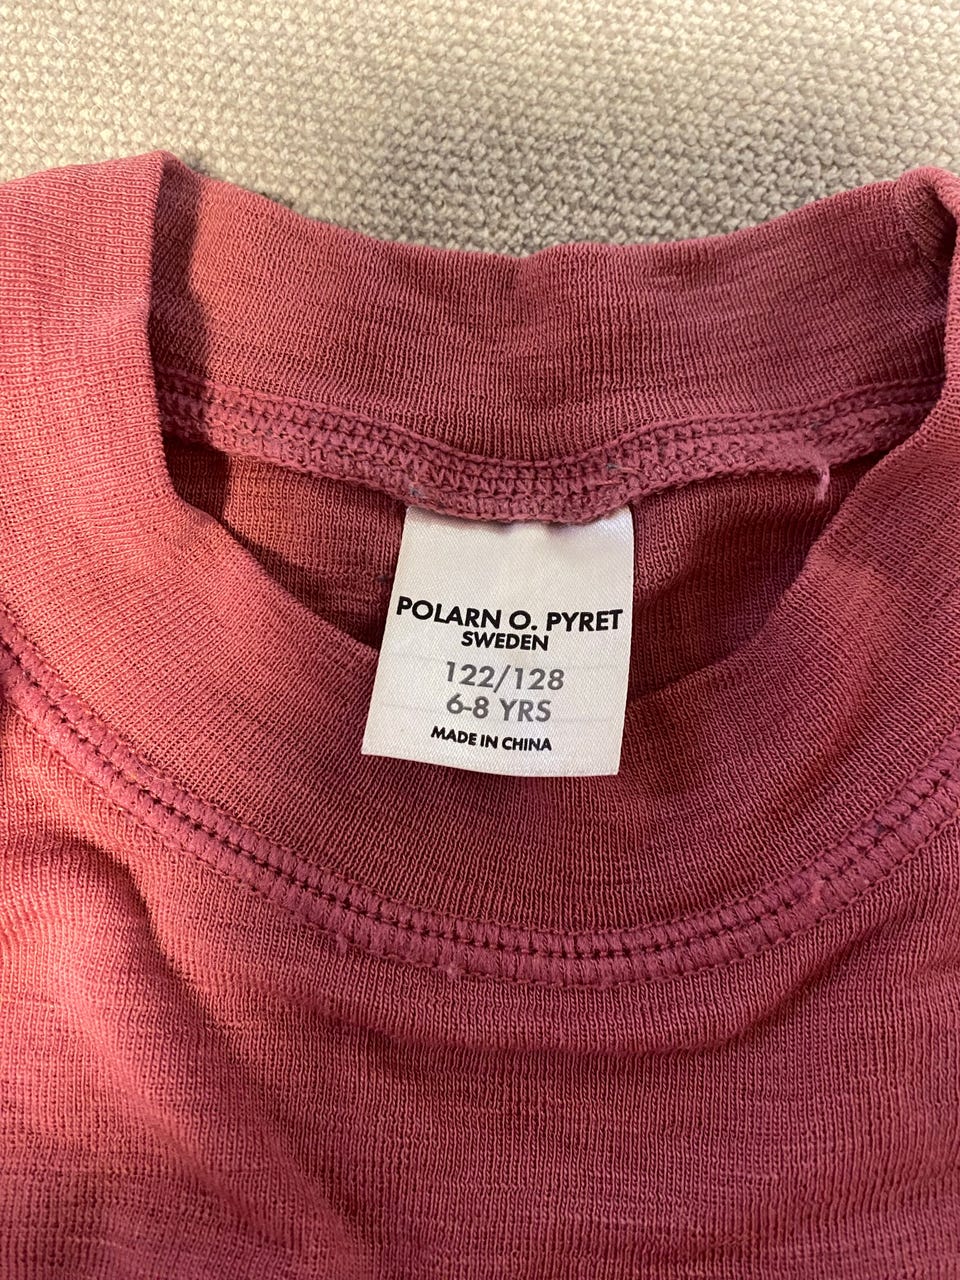 POLARN O. PYRET
SWEDEN
122/128
6-8 YRS
MADE IN CHINA